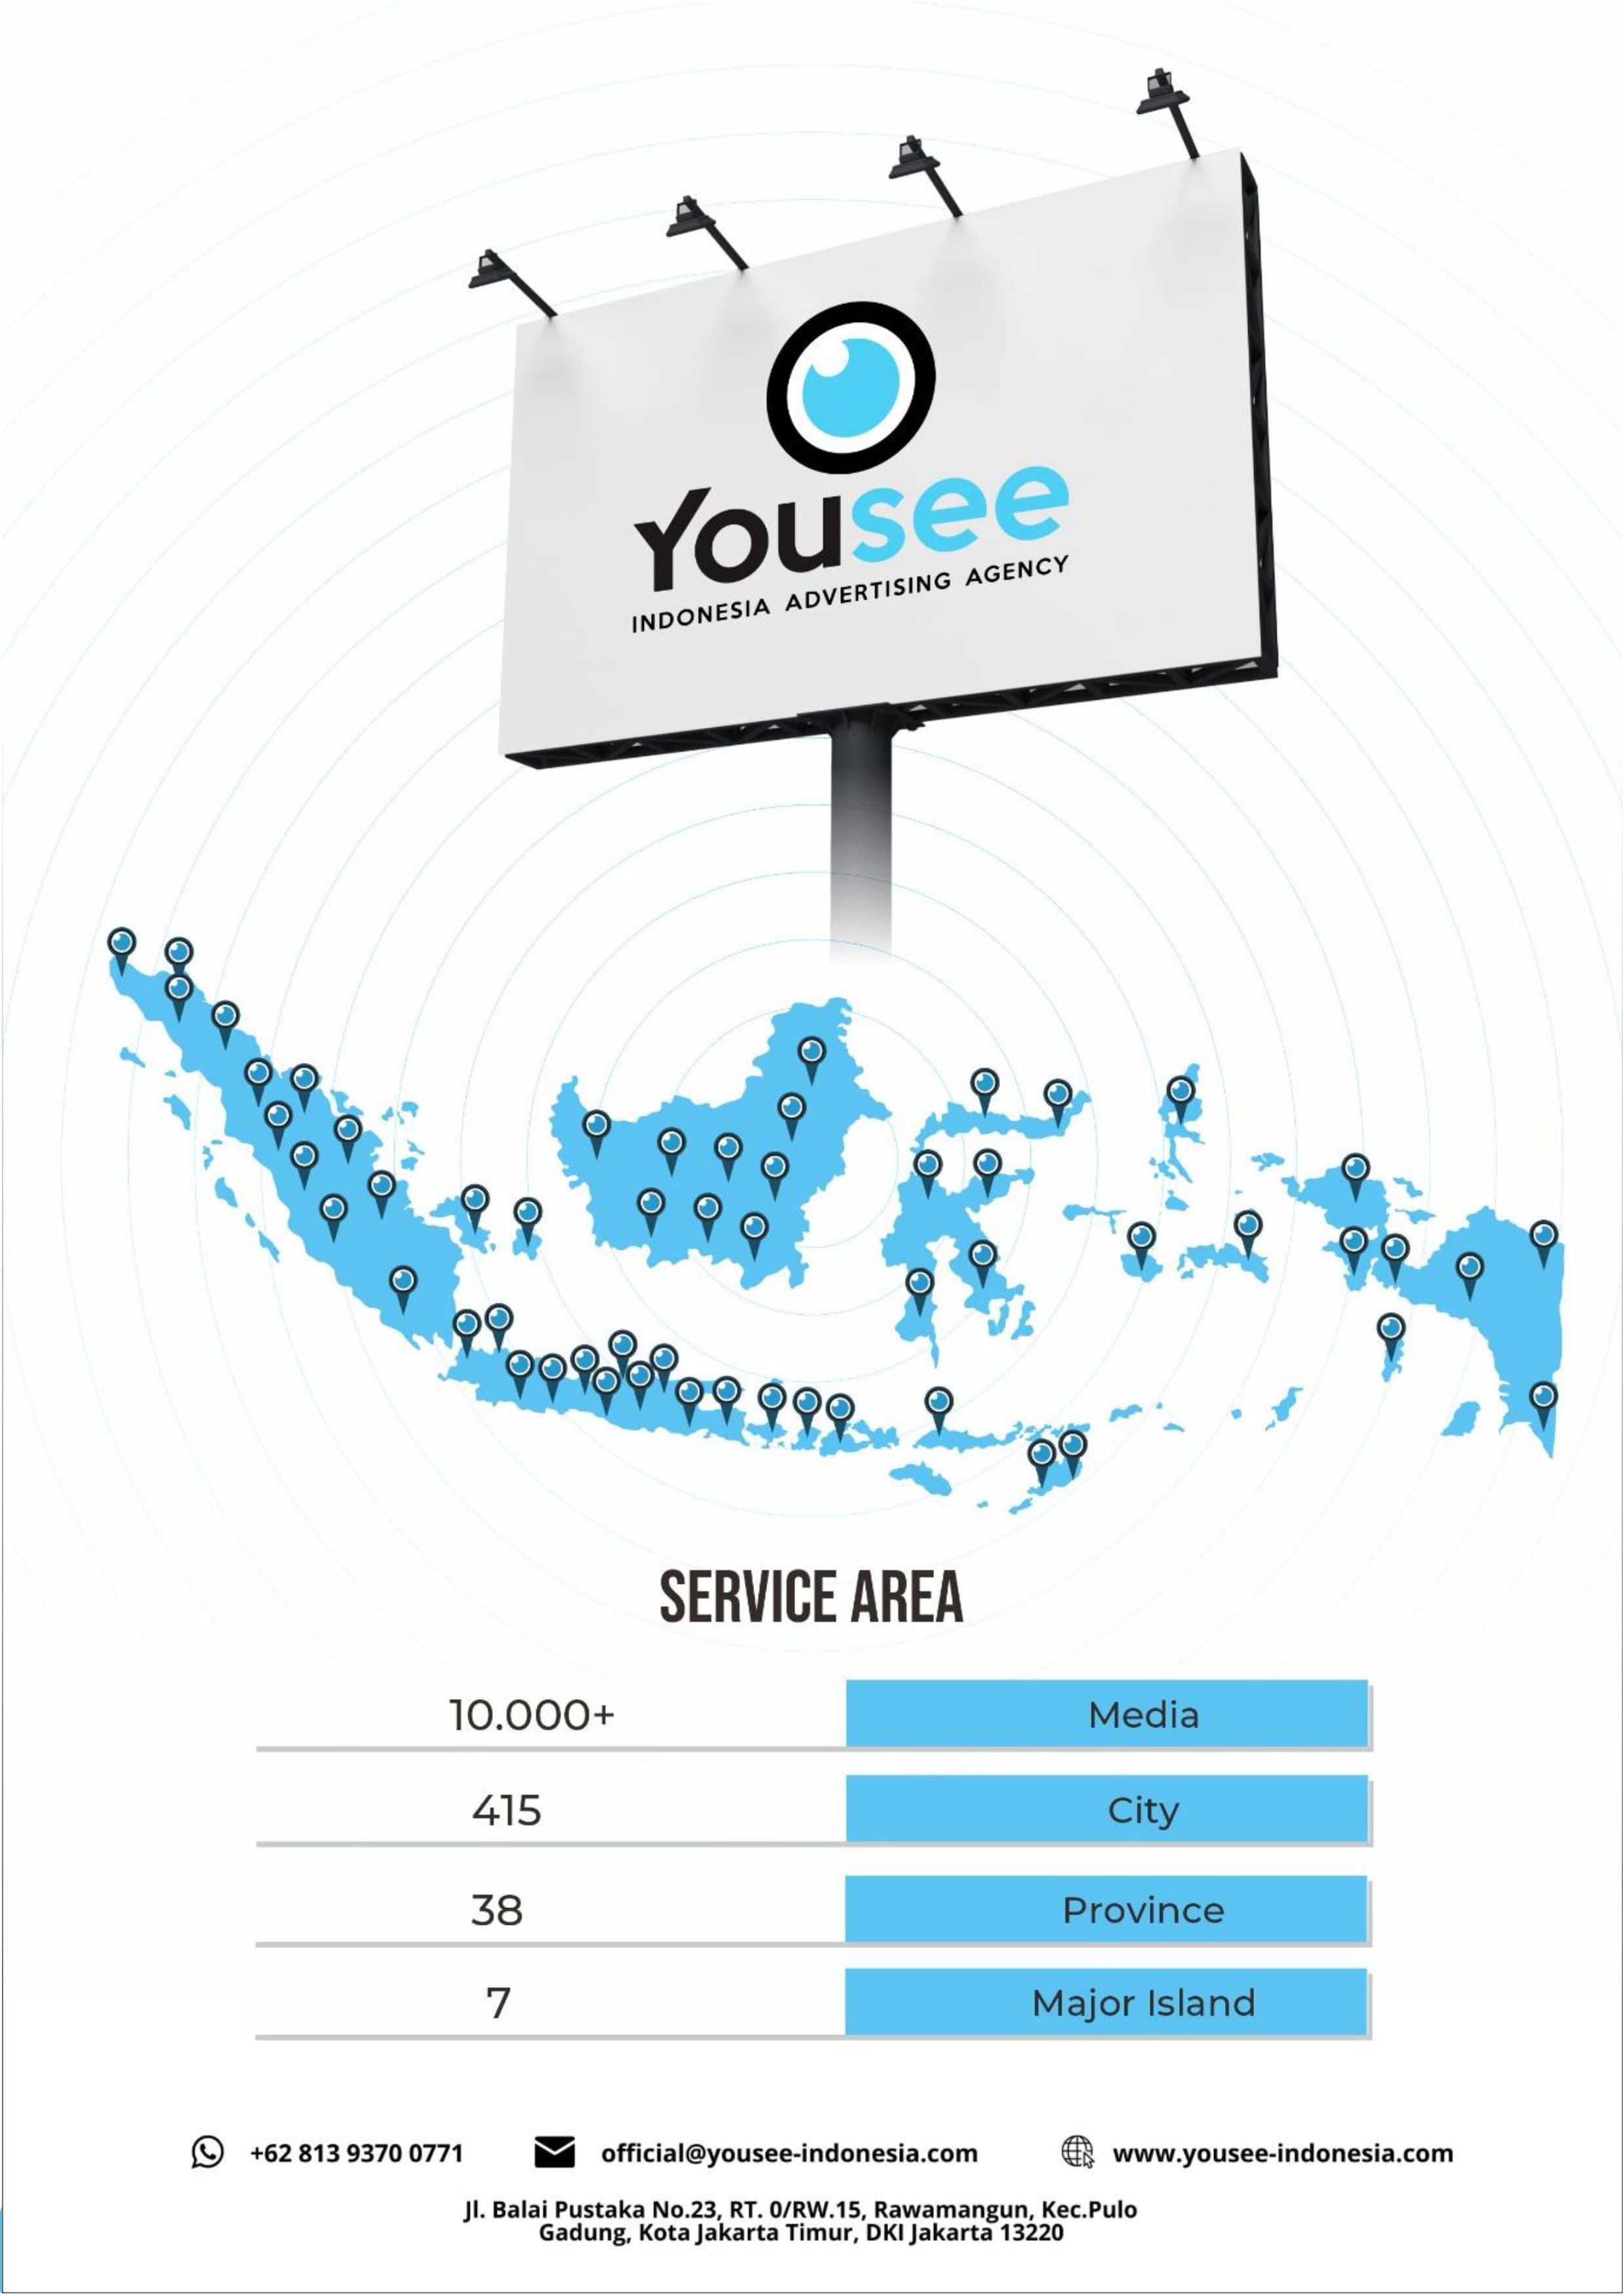 Yousee
INDONESIA ADVERTISING AGENCY
SERVICE AREA
10.000+ Media
415 City
38 Province
7 Major Island
+62 813 9370 0771 official@yousee-indonesia.com www.yousee-indonesia.com
Jl. Balai Pustaka No.23, RT. 0/RW.15, Rawamangun, Kec.Pulo
Gadung, Kota Jakarta Timur, DKI Jakarta 13220